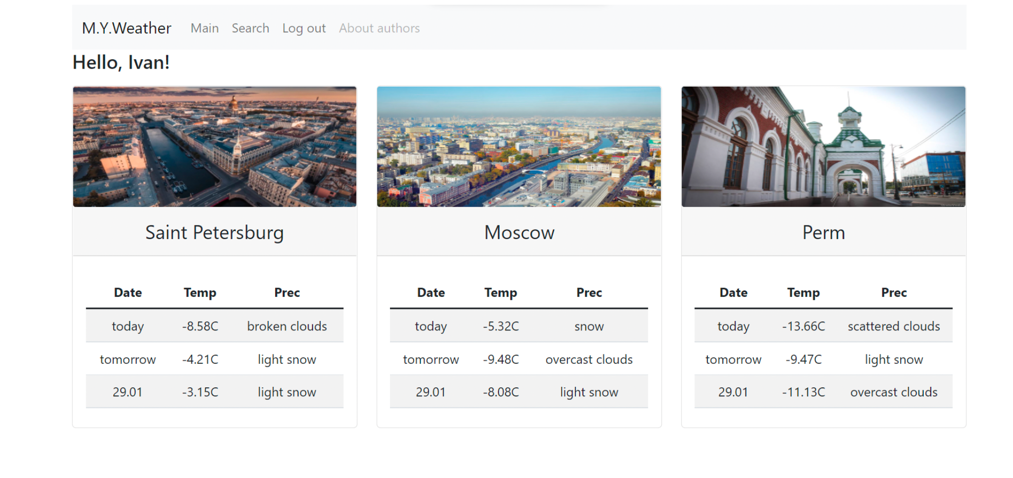 M.Y.Weather Main Search Log out About authors
Hello, Ivan!
Saint Petersburg
Date Temp Prec
today -8.58C broken clouds
tomorrow -4.21C light snow
29.01 -3.15C light snow
Moscow
Date Temp Prec
today -5.32C snow
tomorrow -9.48C overcast clouds
29.01 -8.08C light snow
Perm
Date Temp Prec
today -13.66C scattered clouds
tomorrow -9.47C light snow
29.01 -11.13C overcast clouds